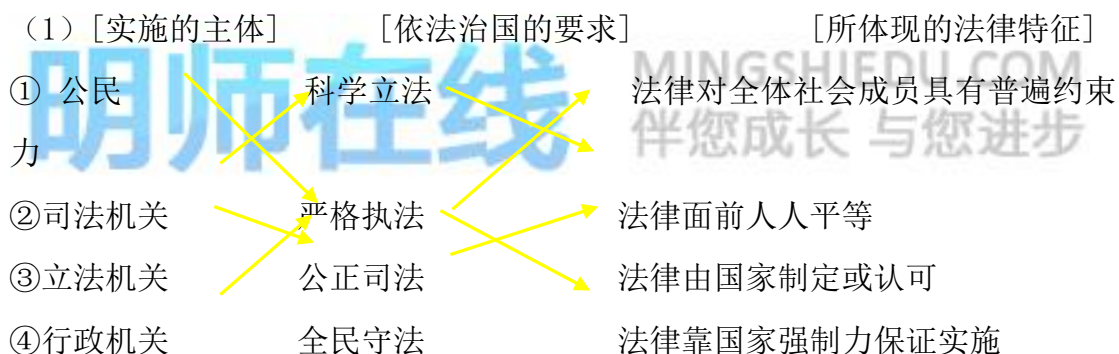 （1）[实施的主体] [依法治国的要求] [所体现的法律特征]
明师在线 MINGSHIEDU.COM
① 公民 科学立法 法律对全体社会成员具有普遍约束
伴您成长 与您进步
力
②司法机关 严格执法 法律面前人人平等
③立法机关 公正司法 法律由国家制定或认可
④行政机关 全民守法 法律靠国家强制力保证实施